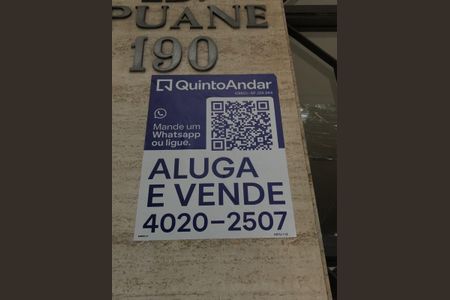 PUANE
190
QuintoAndar
Mande um
Whatsapp
ou ligue.
ALUGA
E VENDE
4020-2507